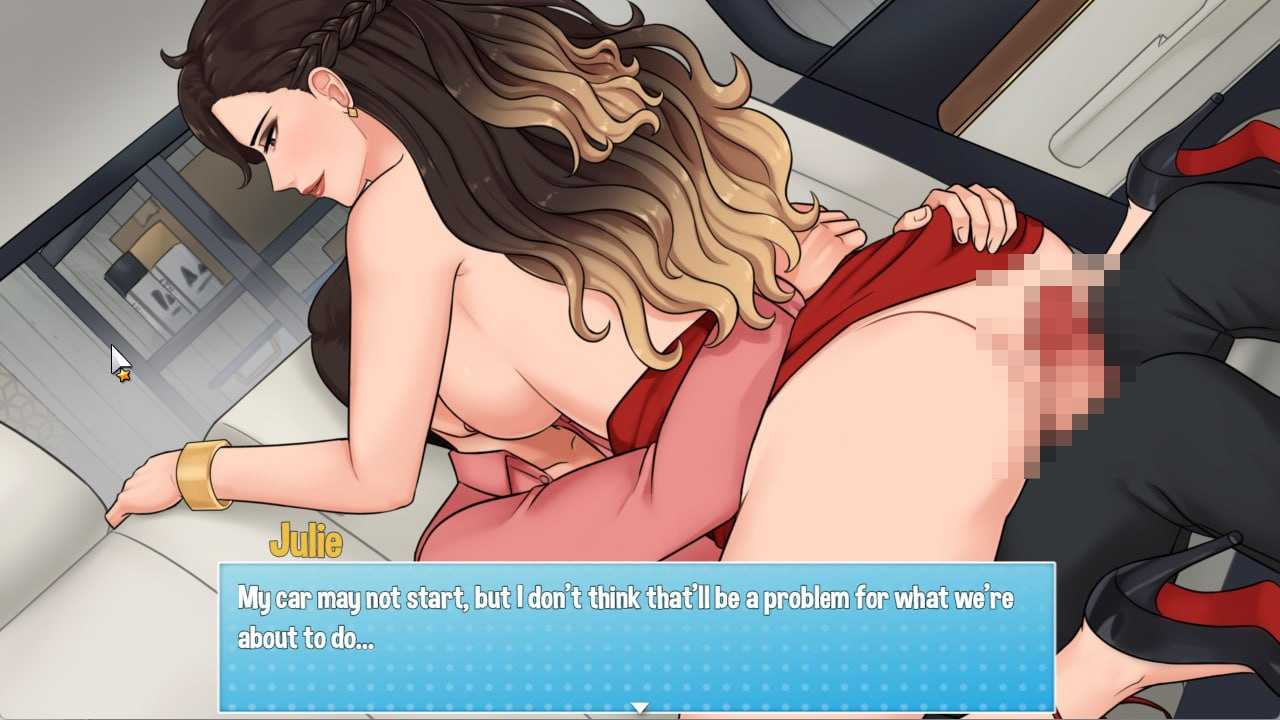 Julie
My car may not start, but I don't think that'll be a problem for what we're
about to do...